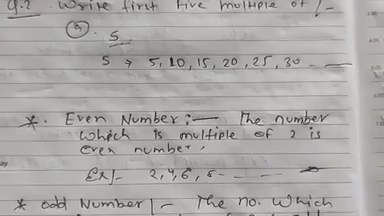 Q.2 Write first five multiple of :-
(a) 5
5 → 5, 10, 15, 20, 25, 30 - —
*. Even Number :— The number
which is multiple of 2 is
even number.
Ex:- 2, 4, 6, 8 - - - -
* odd Number :- The no. which